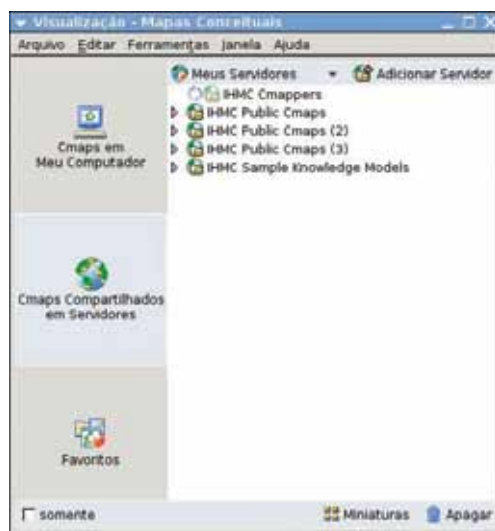 Visualização - Mapas Conceituais
Arquivo Editar Ferramentas Janela Ajuda
Meus Servidores Adicionar Servidor
IHMC Cmappers
IHMC Public Cmaps
IHMC Public Cmaps (2)
IHMC Public Cmaps (3)
IHMC Sample Knowledge Models
Cmaps em
Meu Computador
Cmaps Compartilhados
em Servidores
Favoritos
somente Miniaturas Apagar